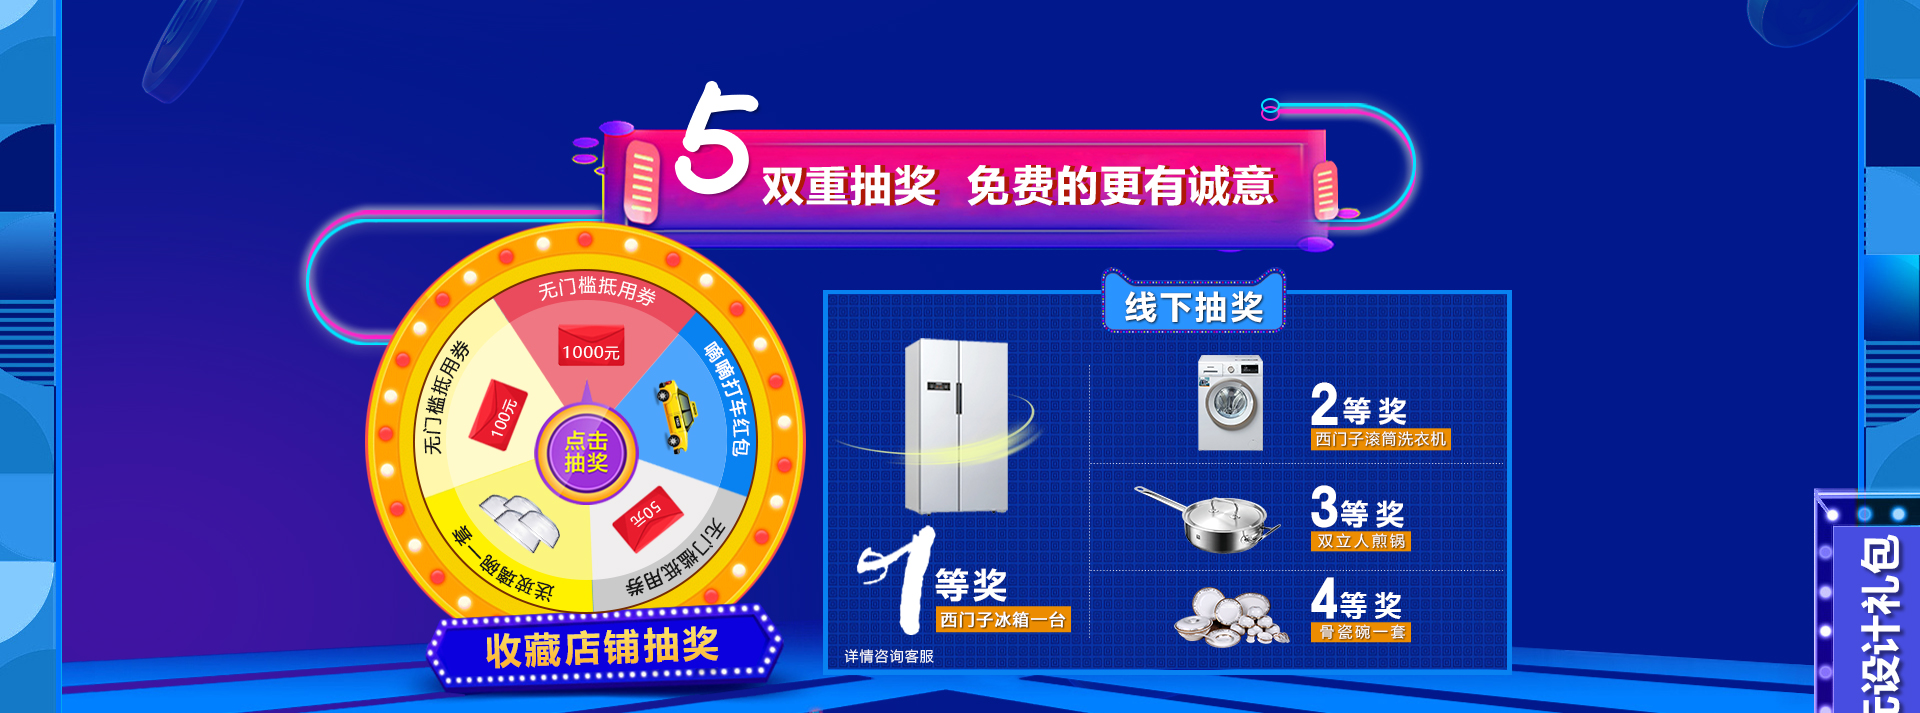 5
双重抽奖 免费的更有诚意
无门槛抵用券
1000元
嘀嘀打车红包
无门槛抵用券
100元
点击
抽奖
50元
无门槛抵用券
送玻璃碗一套
收藏店铺抽奖
线下抽奖
1等奖
西门子冰箱一台
详情咨询客服
2等奖
西门子滚筒洗衣机
3等奖
双立人煎锅
4等奖
骨瓷碗一套
设计礼包